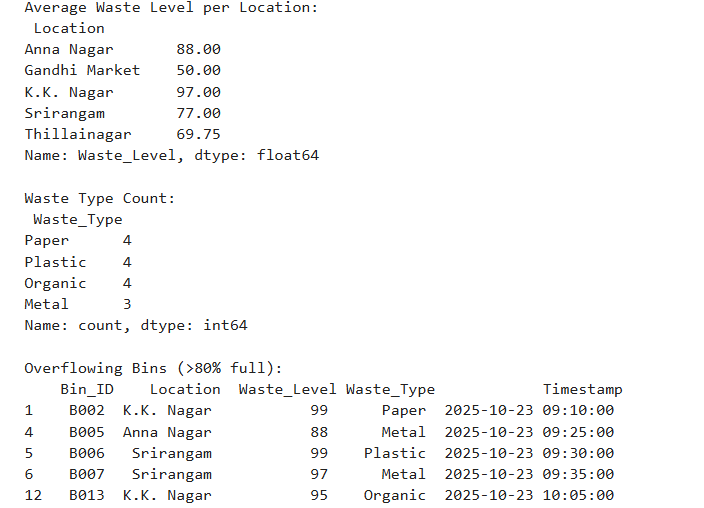 Average Waste Level per Location:
 Location
Anna Nagar       88.00
Gandhi Market    50.00
K.K. Nagar       97.00
Srirangam        77.00
Thillainagar     69.75
Name: Waste_Level, dtype: float64

Waste Type Count:
 Waste_Type
Paper      4
Plastic    4
Organic    4
Metal      3
Name: count, dtype: int64

Overflowing Bins (>80% full):
    Bin_ID    Location  Waste_Level Waste_Type            Timestamp
1    B002  K.K. Nagar           99      Paper  2025-10-23 09:10:00
4    B005  Anna Nagar           88      Metal  2025-10-23 09:25:00
5    B006   Srirangam           99    Plastic  2025-10-23 09:30:00
6    B007   Srirangam           97      Metal  2025-10-23 09:35:00
12   B013  K.K. Nagar           95    Organic  2025-10-23 10:05:00